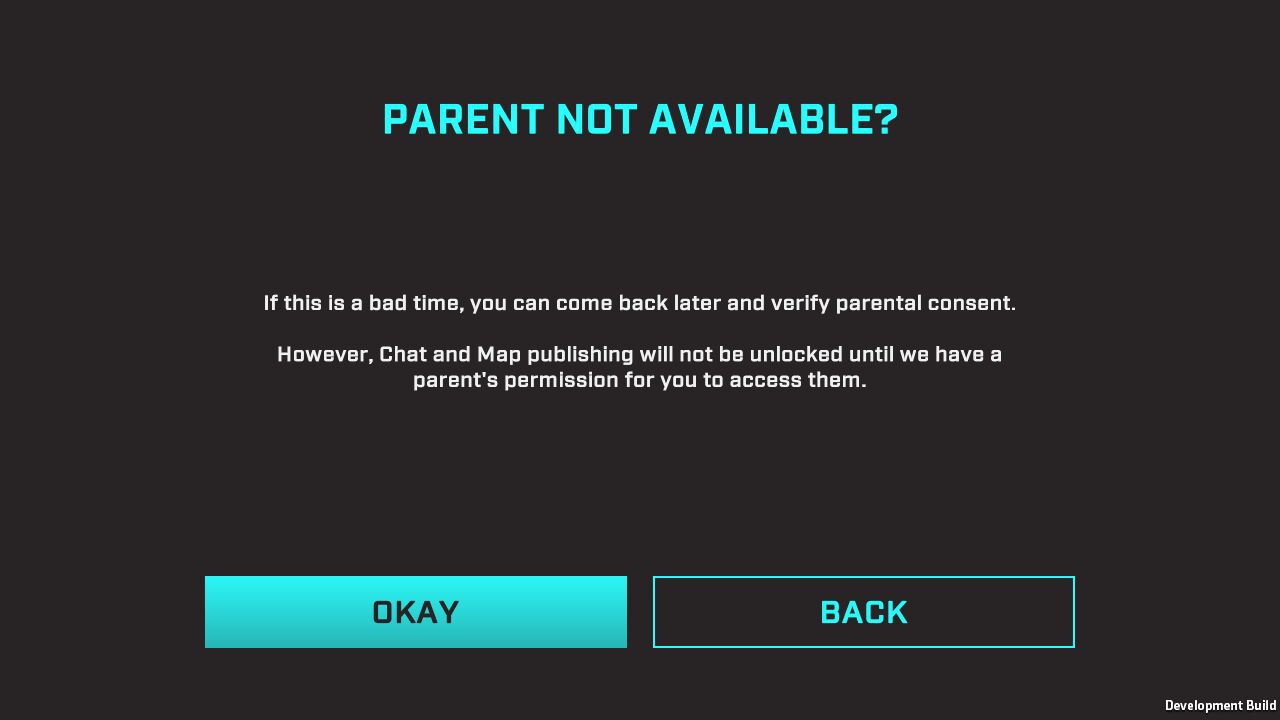 PARENT NOT AVAILABLE?
If this is a bad time, you can come back later and verify parental consent.
However, Chat and Map publishing will not be unlocked until we have a
parent's permission for you to access them.
OKAY
BACK
Development Build